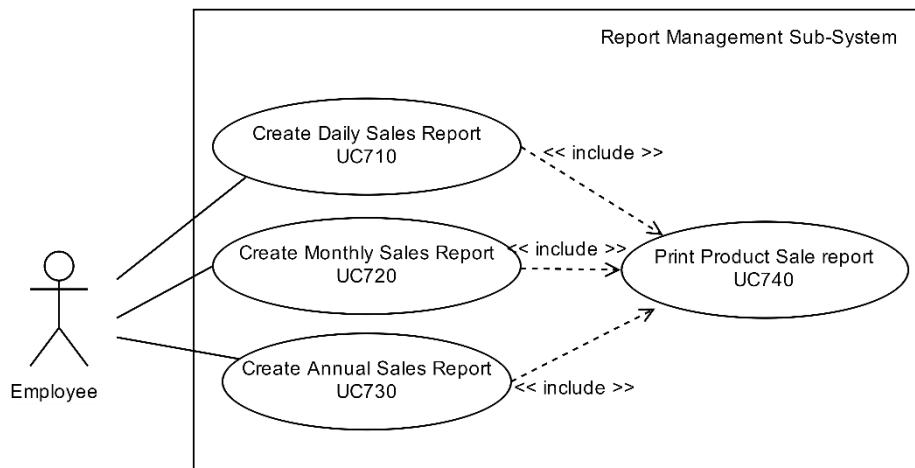 Report Management Sub-System
Create Daily Sales Report
UC710
<< include >>
Create Monthly Sales Report
UC720
<< include >>
Print Product Sale report
UC740
Create Annual Sales Report
UC730
<< include >>
Employee